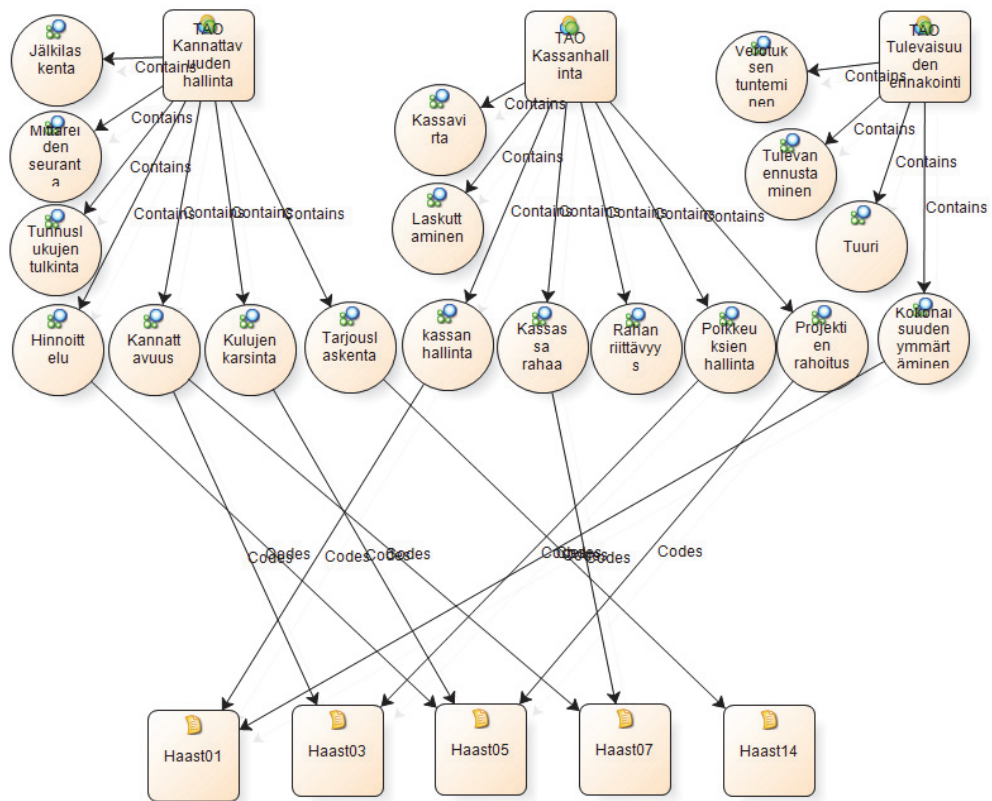 TAO
Kannattav
uuden
hallinta
TAO
Kassanhall
inta
TAO
Tulevaisuu
den
ennakointi
Jälkilas
kenta
Contains
Verotuk
sen
tuntemi
nen
Contains
Contains
Kassavi
rta
Mittarei
den
seurant
a
Contains
Contains
Contains
Tulevan
ennusta
minen
Laskutt
aminen
Contains
Contains
Contains
Contains
Contains
Contains
Contains
Contains
Contains
Tunnusl
ukujen
tulkinta
Tuuri
Hinnoitt
elu
Kannatt
avuus
Kulujen
karsinta
Tarjousl
askenta
kassan
hallinta
Kassas
sa
rahaa
Rahan
riittävyy
s
Poikkeu
ksien
hallinta
Projekti
en
rahoitus
Kokonai
suuden
ymmärt
äminen
Codes
Codes
Codes
Codes
Codes
Codes
Codes
Codes
Codes
Codes
Haast01
Haast03
Haast05
Haast07
Haast14